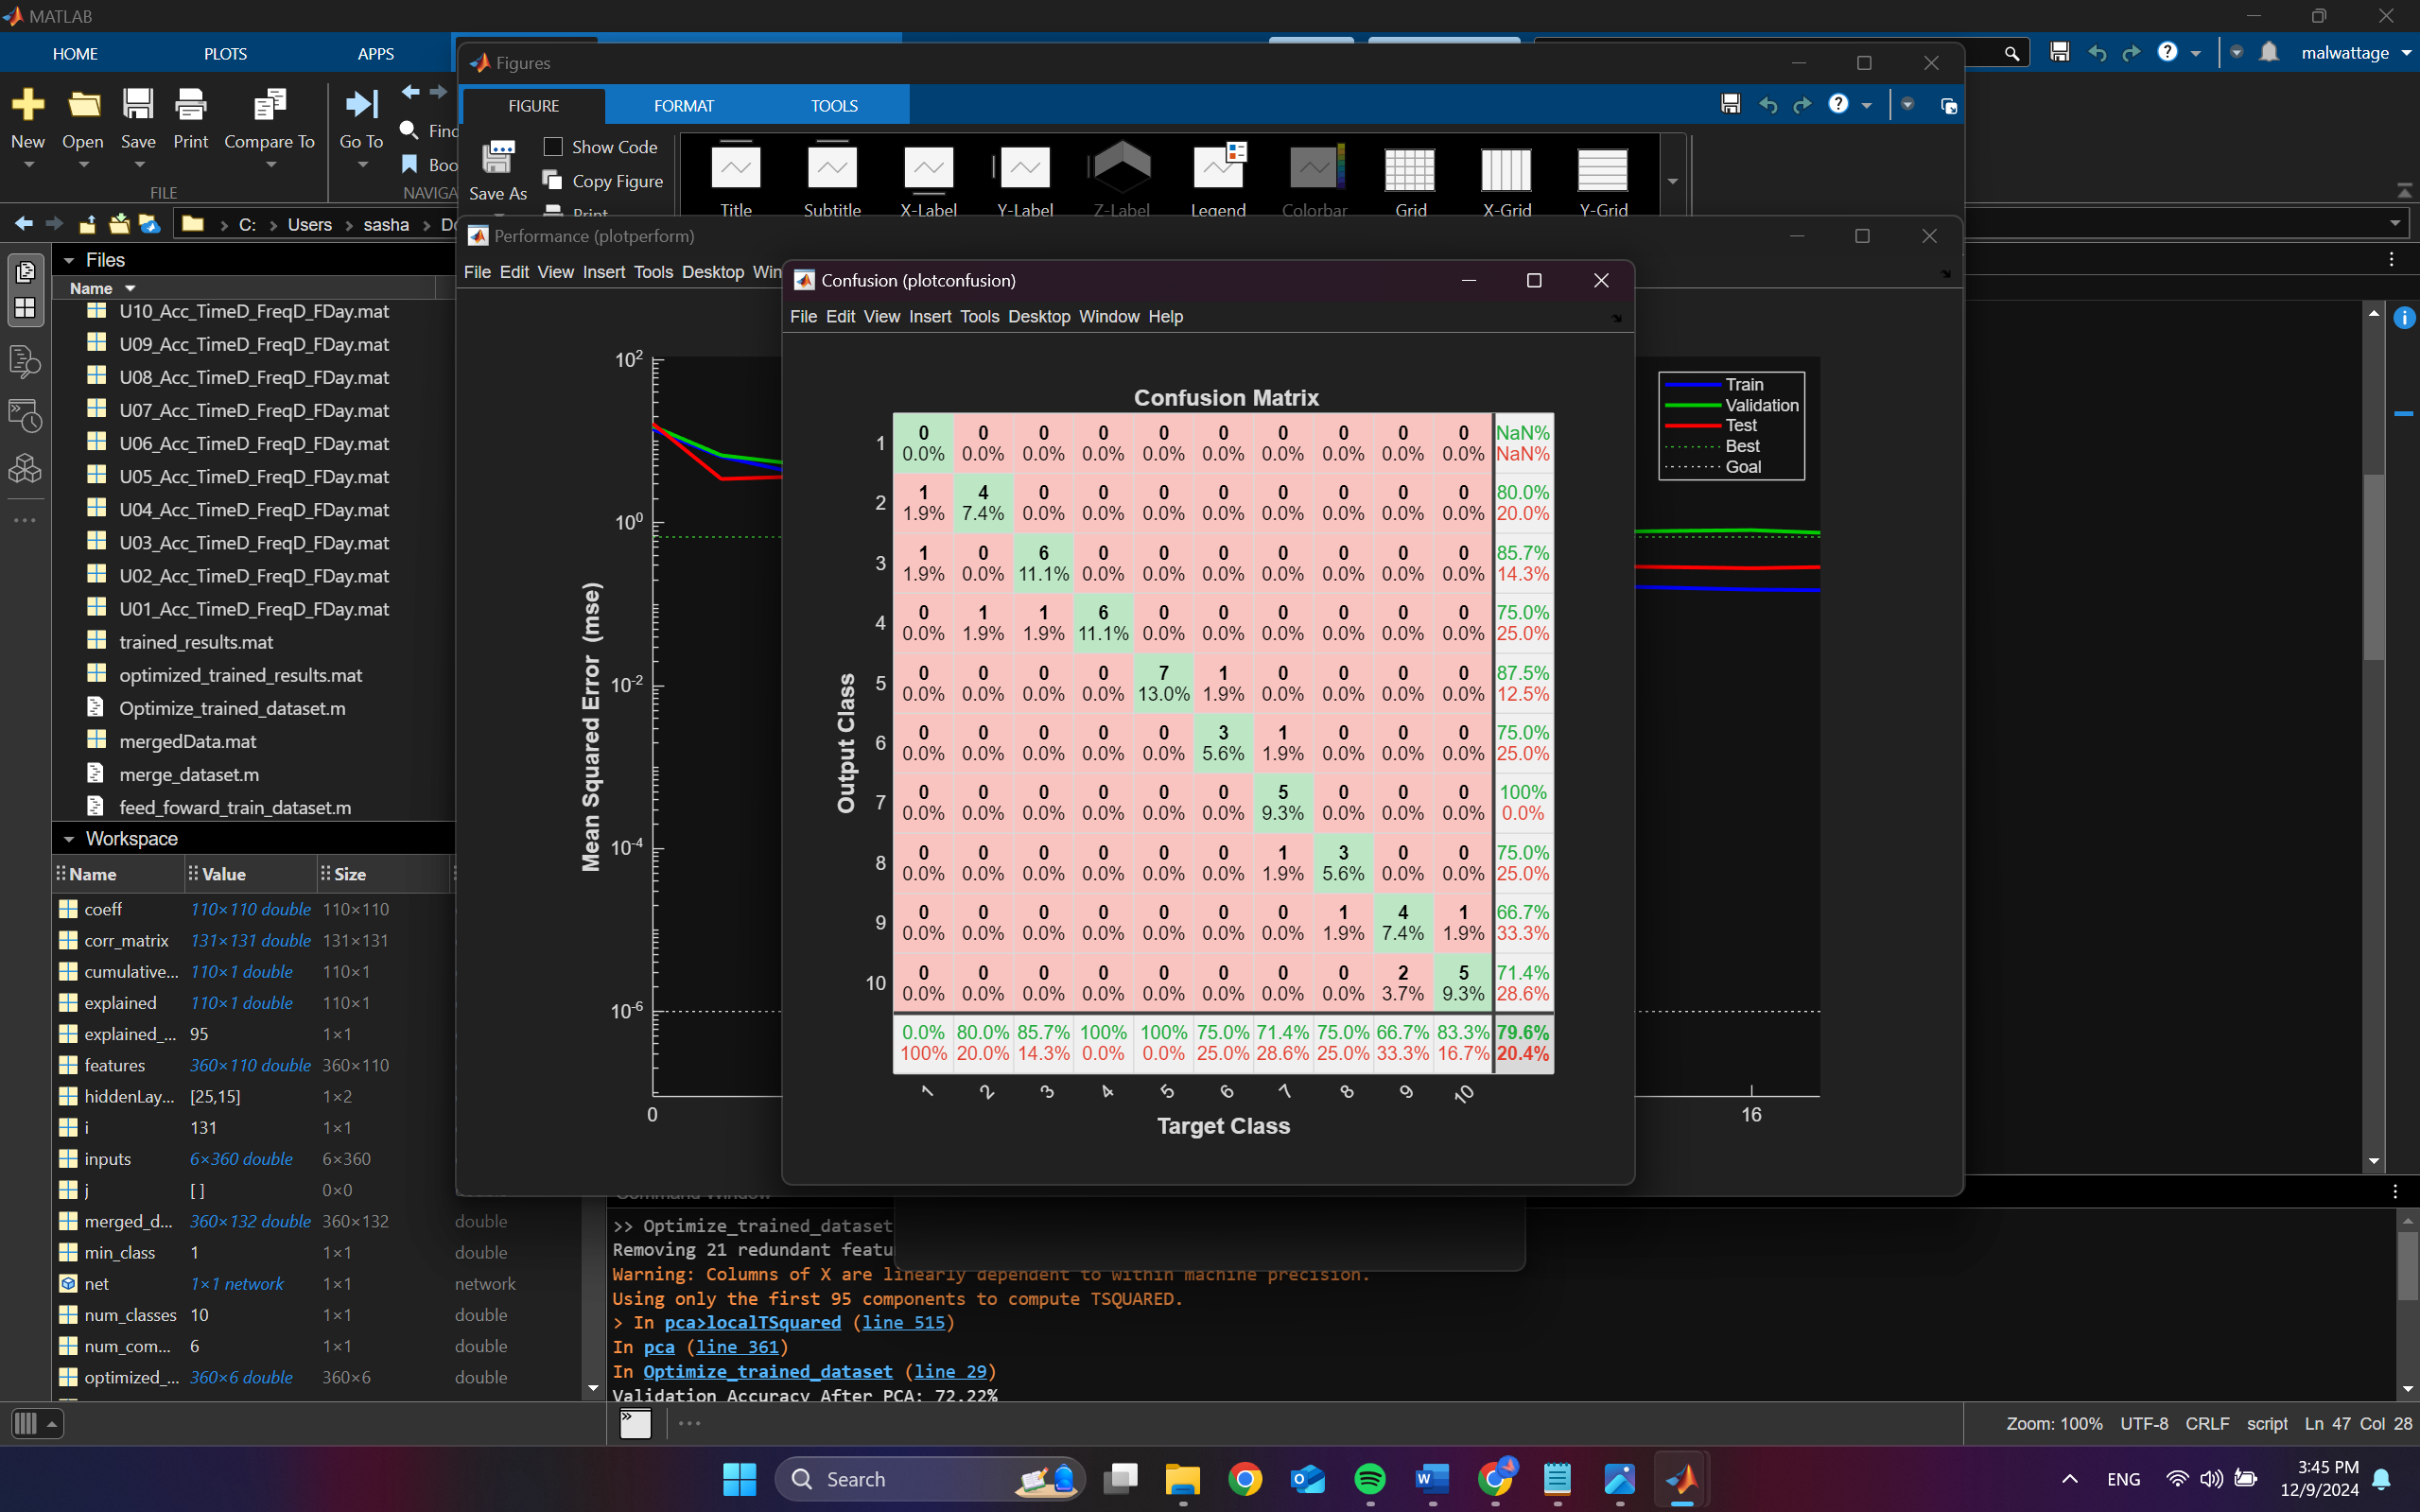 MATLAB
HOME PLOTS APPS
malwattage
New Open Save Print Compare To Go To
FILE
C: Users sasha
Files
Name
U10_Acc_TimeD_FreqD_FDay.mat
U09_Acc_TimeD_FreqD_FDay.mat
U08_Acc_TimeD_FreqD_FDay.mat
U07_Acc_TimeD_FreqD_FDay.mat
U06_Acc_TimeD_FreqD_FDay.mat
U05_Acc_TimeD_FreqD_FDay.mat
U04_Acc_TimeD_FreqD_FDay.mat
U03_Acc_TimeD_FreqD_FDay.mat
U02_Acc_TimeD_FreqD_FDay.mat
U01_Acc_TimeD_FreqD_FDay.mat
trained_results.mat
optimized_trained_results.mat
Optimize_trained_dataset.m
mergedData.mat
merge_dataset.m
feed_foward_train_dataset.m
Workspace
Name Value Size
coeff 110×110 double 110×110
corr_matrix 131×131 double 131×131
cumulative... 110×1 double 110×1
explained 110×1 double 110×1
explained_... 95 1×1
features 360×110 double 360×110
hiddenLay... [25,15] 1×2
i 131 1×1
inputs 6×360 double 6×360
j [] 0×0
merged_d... 360×132 double 360×132 double
min_class 1 1×1 double
net 1×1 network 1×1 network
num_classes 10 1×1 double
num_com... 6 1×1 double
optimized_... 360×6 double 360×6 double
Figures
FIGURE FORMAT TOOLS
Save As
Show Code
Copy Figure
Print
Title Subtitle X-Label Y-Label Z-Label Legend Colorbar Grid X-Grid Y-Grid
Performance (plotperform)
File Edit View Insert Tools Desktop
Mean Squared Error (mse)
10^2
10^0
10^-2
10^-4
10^-6
0 16
Train
Validation
Test
Best
Goal
Confusion (plotconfusion)
File Edit View Insert Tools Desktop Window Help
Confusion Matrix
Output Class
1 0 0 0 0 0 0 0 0 0 0 NaN%
0.0% 0.0% 0.0% 0.0% 0.0% 0.0% 0.0% 0.0% 0.0% 0.0% NaN%
2 1 4 0 0 0 0 0 0 0 0 80.0%
1.9% 7.4% 0.0% 0.0% 0.0% 0.0% 0.0% 0.0% 0.0% 0.0% 20.0%
3 1 0 6 0 0 0 0 0 0 0 85.7%
1.9% 0.0% 11.1% 0.0% 0.0% 0.0% 0.0% 0.0% 0.0% 0.0% 14.3%
4 0 1 1 6 0 0 0 0 0 0 75.0%
0.0% 1.9% 1.9% 11.1% 0.0% 0.0% 0.0% 0.0% 0.0% 0.0% 25.0%
5 0 0 0 0 7 1 0 0 0 0 87.5%
0.0% 0.0% 0.0% 0.0% 13.0% 1.9% 0.0% 0.0% 0.0% 0.0% 12.5%
6 0 0 0 0 0 3 1 0 0 0 75.0%
0.0% 0.0% 0.0% 0.0% 0.0% 5.6% 1.9% 0.0% 0.0% 0.0% 25.0%
7 0 0 0 0 0 0 5 0 0 0 100%
0.0% 0.0% 0.0% 0.0% 0.0% 0.0% 9.3% 0.0% 0.0% 0.0% 0.0%
8 0 0 0 0 0 0 1 3 0 0 75.0%
0.0% 0.0% 0.0% 0.0% 0.0% 0.0% 1.9% 5.6% 0.0% 0.0% 25.0%
9 0 0 0 0 0 0 0 1 4 1 66.7%
0.0% 0.0% 0.0% 0.0% 0.0% 0.0% 0.0% 1.9% 7.4% 1.9% 33.3%
10 0 0 0 0 0 0 0 0 2 5 71.4%
0.0% 0.0% 0.0% 0.0% 0.0% 0.0% 0.0% 0.0% 3.7% 9.3% 28.6%
0.0% 80.0% 85.7% 100% 100% 75.0% 71.4% 75.0% 66.7% 83.3% 79.6%
100% 20.0% 14.3% 0.0% 0.0% 25.0% 28.6% 25.0% 33.3% 16.7% 20.4%
1 2 3 4 5 6 7 8 9 10
Target Class
>> Optimize_trained_dataset
Removing 21 redundant featu
Warning: Columns of X are linearly dependent to within machine precision.
Using only the first 95 components to compute TSQUARED.
> In pca>localTSquared (line 515)
In pca (line 361)
In Optimize_trained_dataset (line 29)
Validation Accuracy After PCA: 72.22%
Zoom: 100% UTF-8 CRLF script Ln 47 Col 28
Search
ENG
3:45 PM
12/9/2024